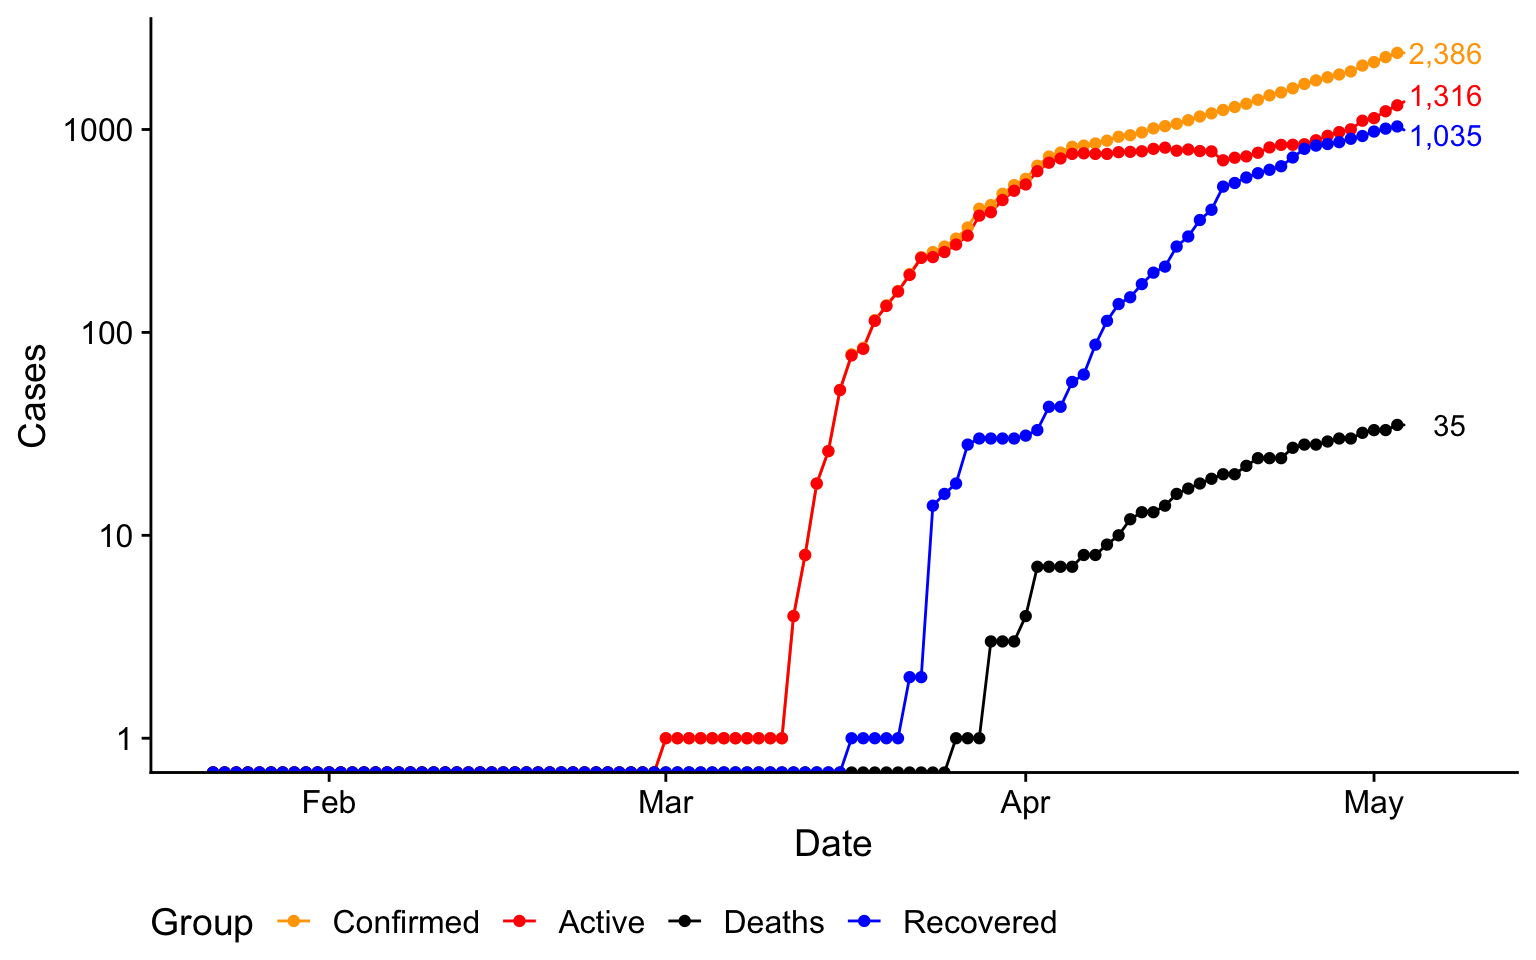 2,386
1,316
1,035
35
1000
100
10
1
Cases
Feb Mar Apr May
Date
Group Confirmed Active Deaths Recovered